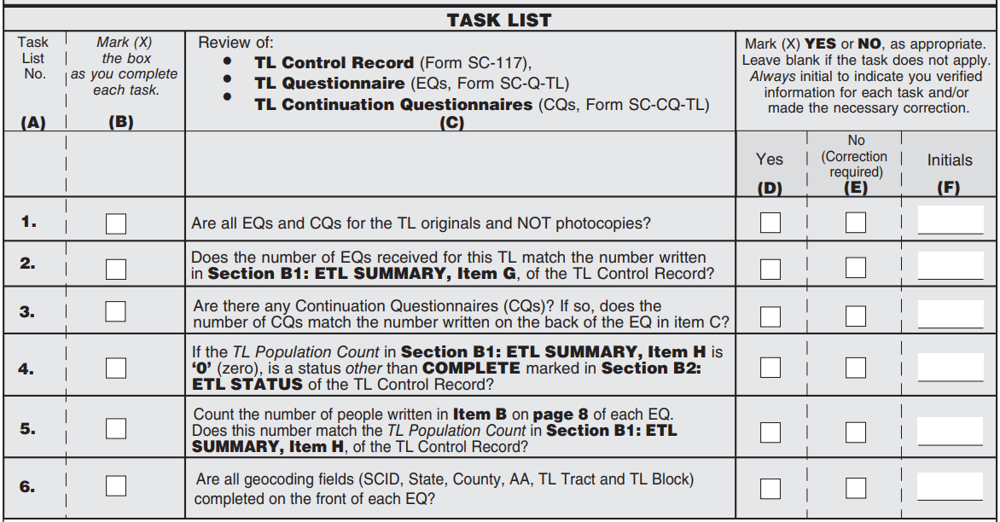 TASK LIST
Task
List
No.
(A)
Mark (X)
the box
as you complete
each task.
(B)
Review of:
● TL Control Record (Form SC-117),
● TL Questionnaire (EQs, Form SC-Q-TL)
● TL Continuation Questionnaires (CQs, Form SC-CQ-TL)
(C)
Mark (X) YES or NO, as appropriate.
Leave blank if the task does not apply.
Always initial to indicate you verified
information for each task and/or
made the necessary correction.
Yes
(D)
No
(Correction
required)
(E)
Initials
(F)
1.
Are all EQs and CQs for the TL originals and NOT photocopies?
2.
Does the number of EQs received for this TL match the number written
in Section B1: ETL SUMMARY, Item G, of the TL Control Record?
3.
Are there any Continuation Questionnaires (CQs)? If so, does the
number of CQs match the number written on the back of the EQ in item C?
4.
If the TL Population Count in Section B1: ETL SUMMARY, Item H is
‘0’ (zero), is a status other than COMPLETE marked in Section B2:
ETL STATUS of the TL Control Record?
5.
Count the number of people written in Item B on page 8 of each EQ.
Does this number match the TL Population Count in Section B1: ETL
SUMMARY, Item H, of the TL Control Record?
6.
Are all geocoding fields (SCID, State, County, AA, TL Tract and TL Block)
completed on the front of each EQ?